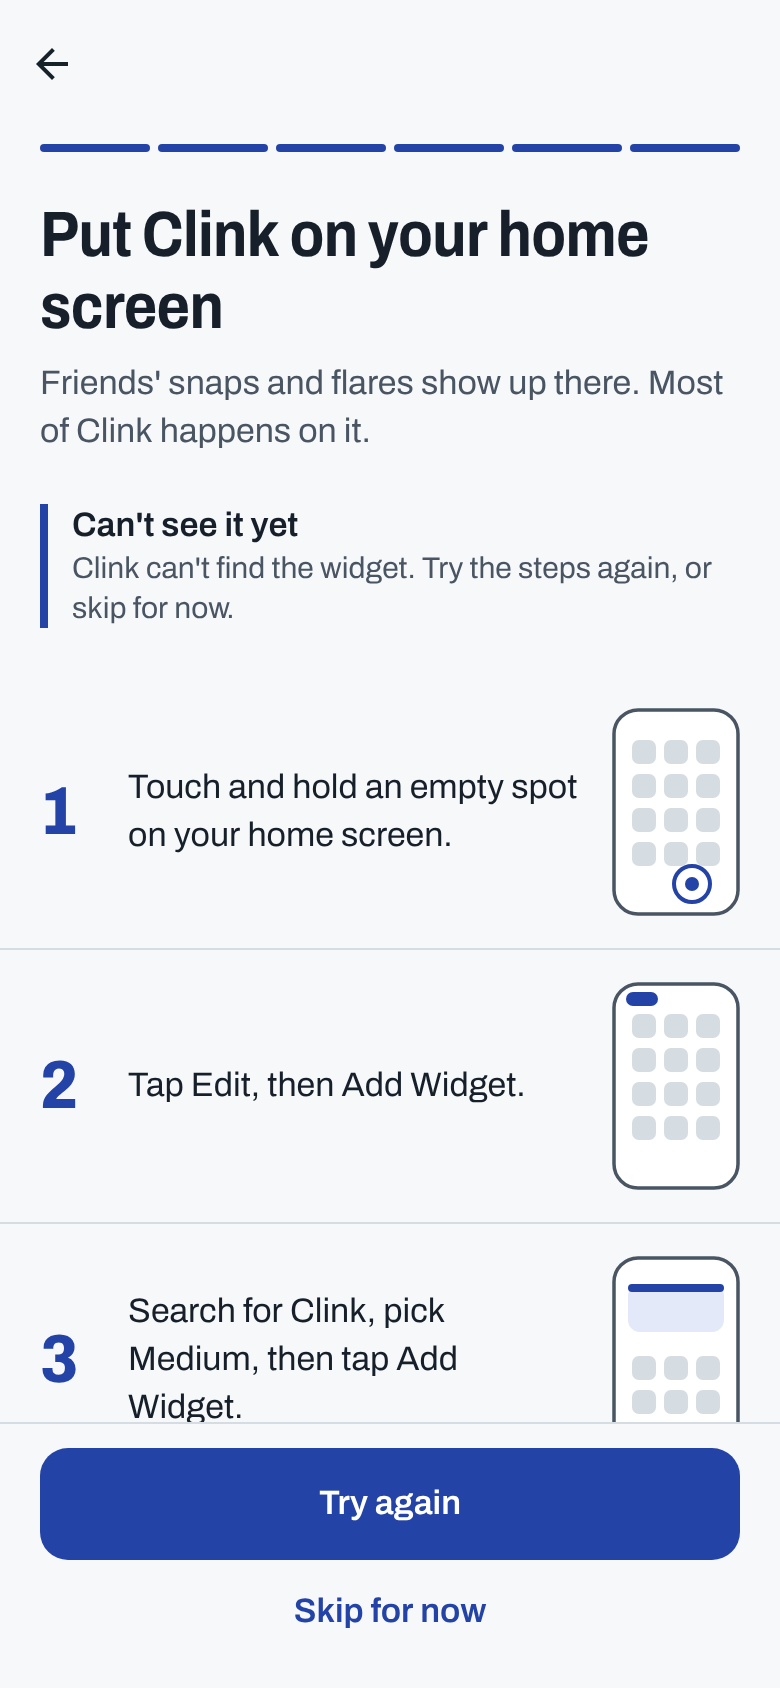 Put Clink on your home
screen
Friends' snaps and flares show up there. Most
of Clink happens on it.
Can't see it yet
Clink can't find the widget. Try the steps again, or
skip for now.
1
Touch and hold an empty spot
on your home screen.
2
Tap Edit, then Add Widget.
3
Search for Clink, pick
Medium, then tap Add
Widget.
Try again
Skip for now